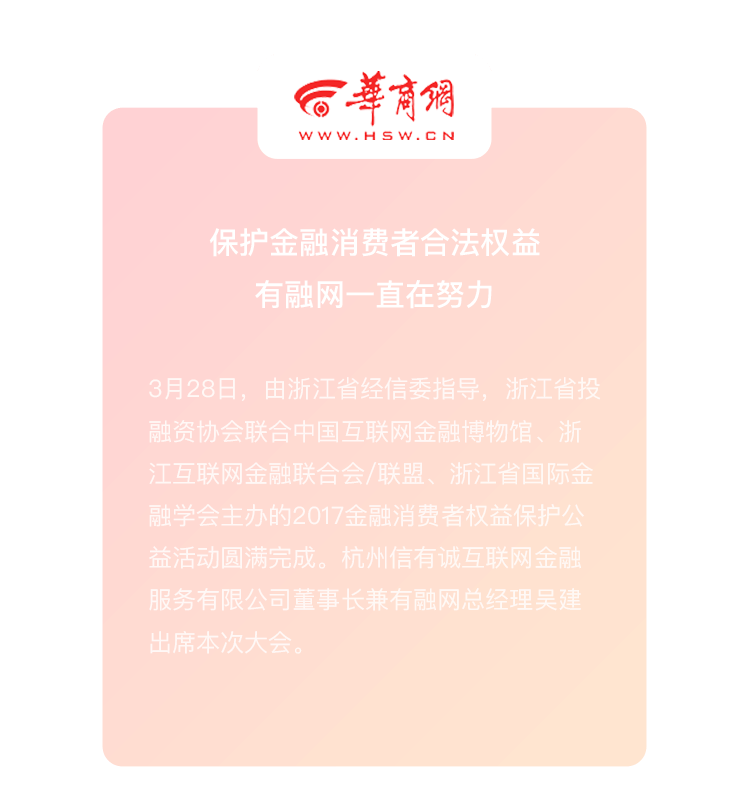 華商網
WWW.HSW.CN
保护金融消费者合法权益
有融网一直在努力
3月28日，由浙江省经信委指导，浙江省投
融资协会联合中国互联网金融博物馆、浙
江互联网金融联合会/联盟、浙江省国际金
融学会主办的2017金融消费者权益保护公
益活动圆满完成。杭州信有诚互联网金融
服务有限公司董事长兼有融网总经理吴建
出席本次大会。